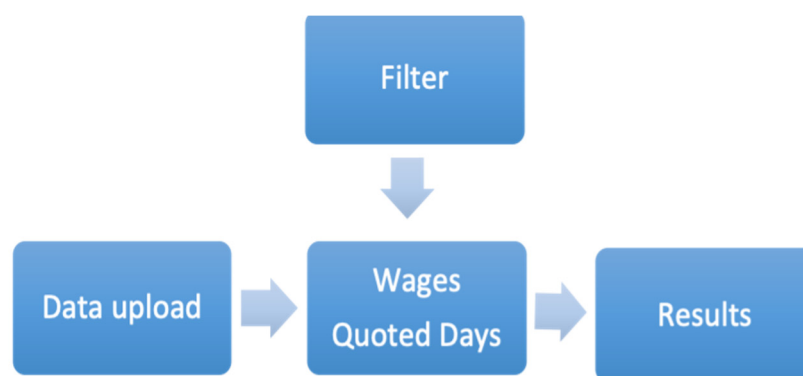 Filter
Data upload
Wages
Quoted Days
Results